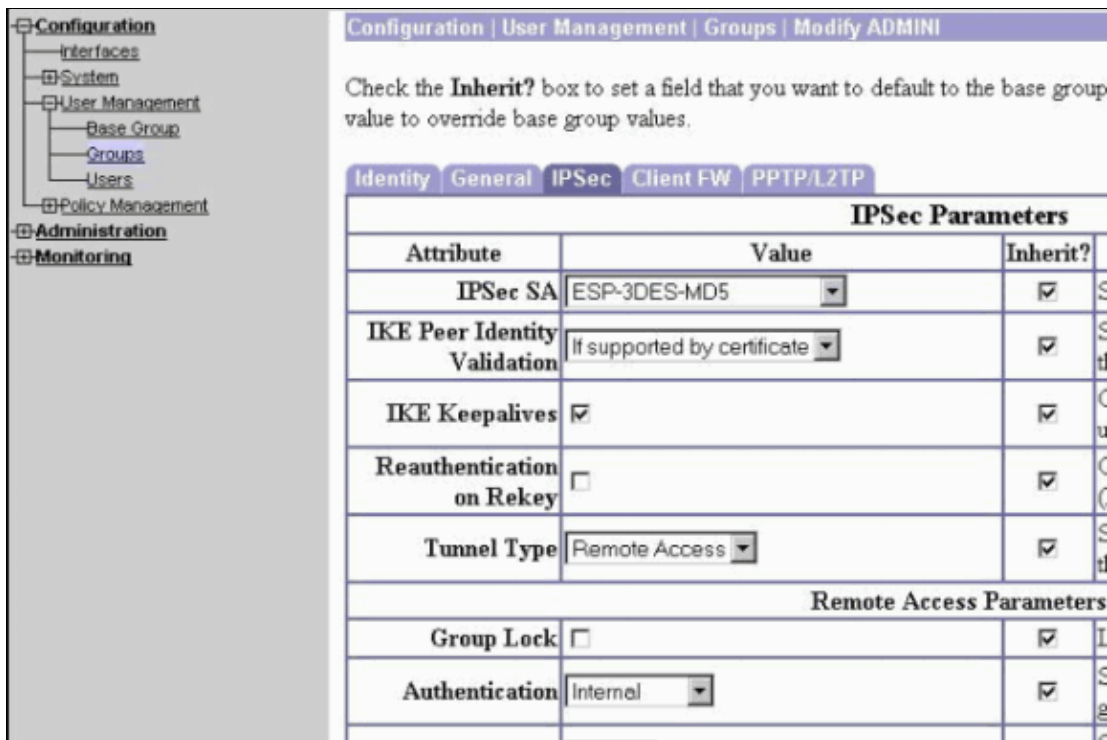 Configuration
Interfaces
System
User Management
Base Group
Groups
Users
Policy Management
Administration
Monitoring
Configuration | User Management | Groups | Modify ADMINI
Check the Inherit? box to set a field that you want to default to the base group
value to override base group values.
Identity General IPSec Client FW PPTP/L2TP
IPSec Parameters
Attribute Value Inherit?
IPSec SA ESP-3DES-MD5
IKE Peer Identity
Validation If supported by certificate
IKE Keepalives
Reauthentication
on Rekey
Tunnel Type Remote Access
Remote Access Parameters
Group Lock
Authentication Internal